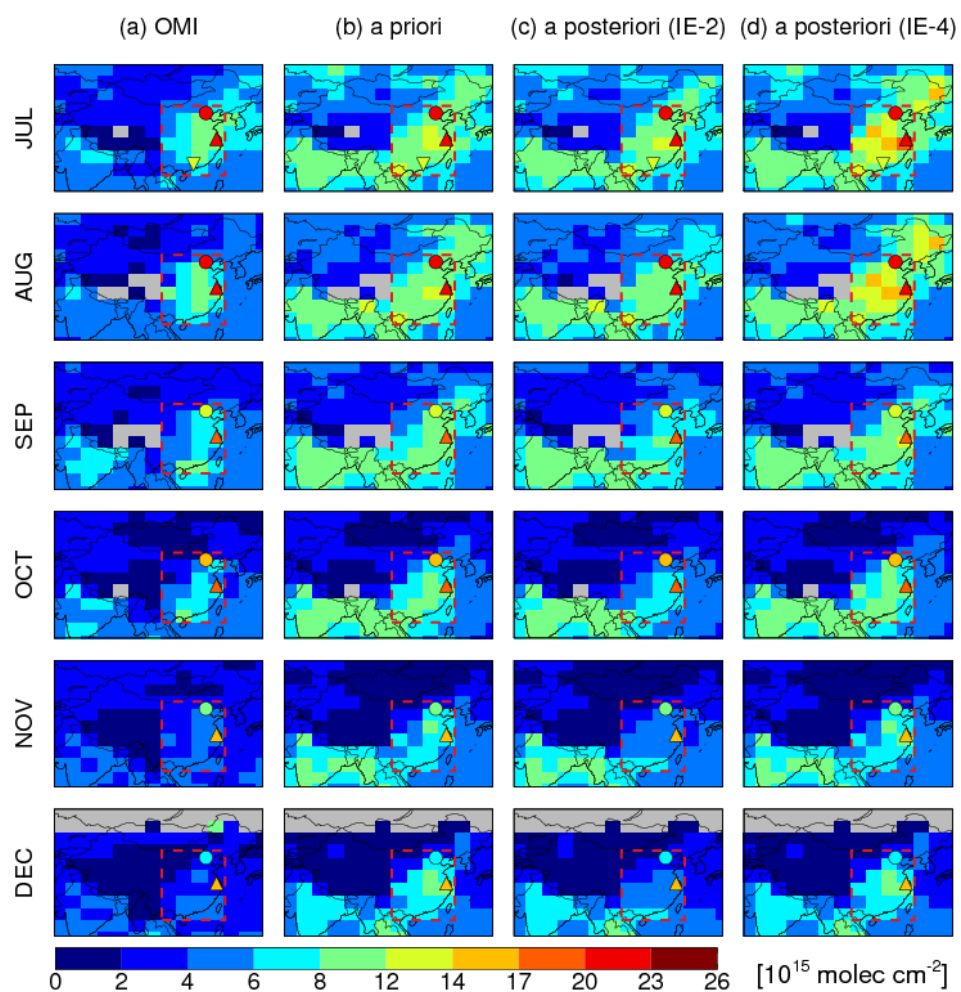 (a) OMI (b) a priori (c) a posteriori (IE-2) (d) a posteriori (IE-4)
JUL
AUG
SEP
OCT
NOV
DEC
0 2 4 6 8 12 14 17 20 23 26 [10¹⁵ molec cm⁻²]